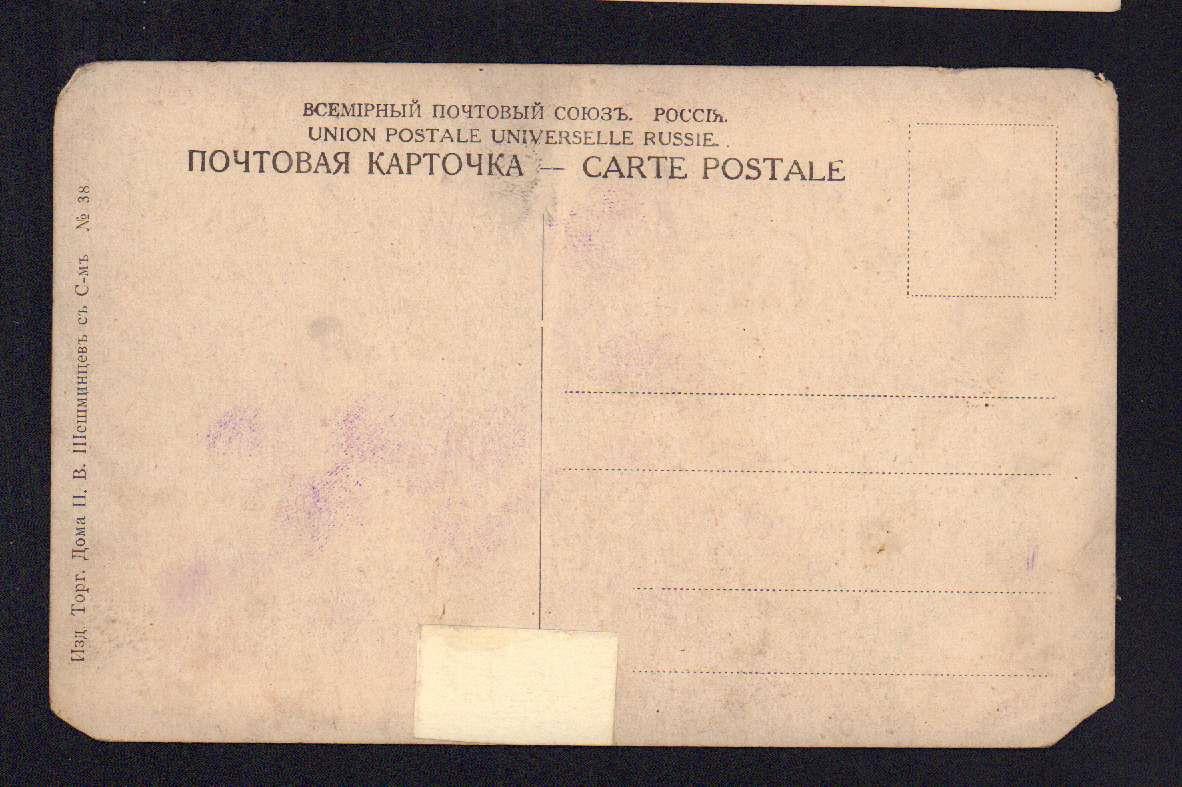 ВСЕМІРНЫЙ ПОЧТОВЫЙ СОЮЗЪ. РОССІЯ.
UNION POSTALE UNIVERSELLE RUSSIE.
ПОЧТОВАЯ КАРТОЧКА — CARTE POSTALE
Изд. Торг. Дома П. В. Шешминцевъ съ С-мъ № 38